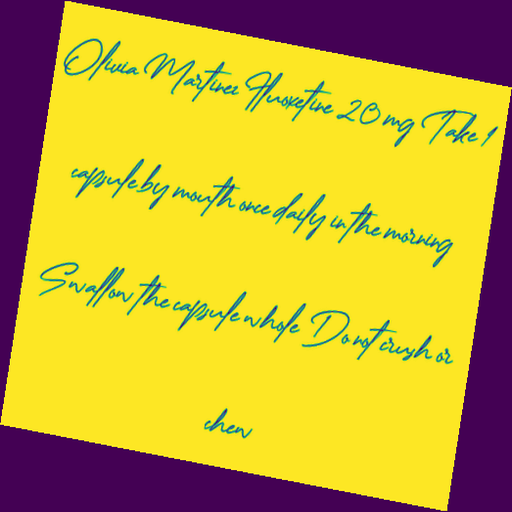 Olivia Martinez Fluoxetine 20 mg Take 1
capsule by mouth once daily in the morning
Swallow the capsule whole Do not crush or
chew